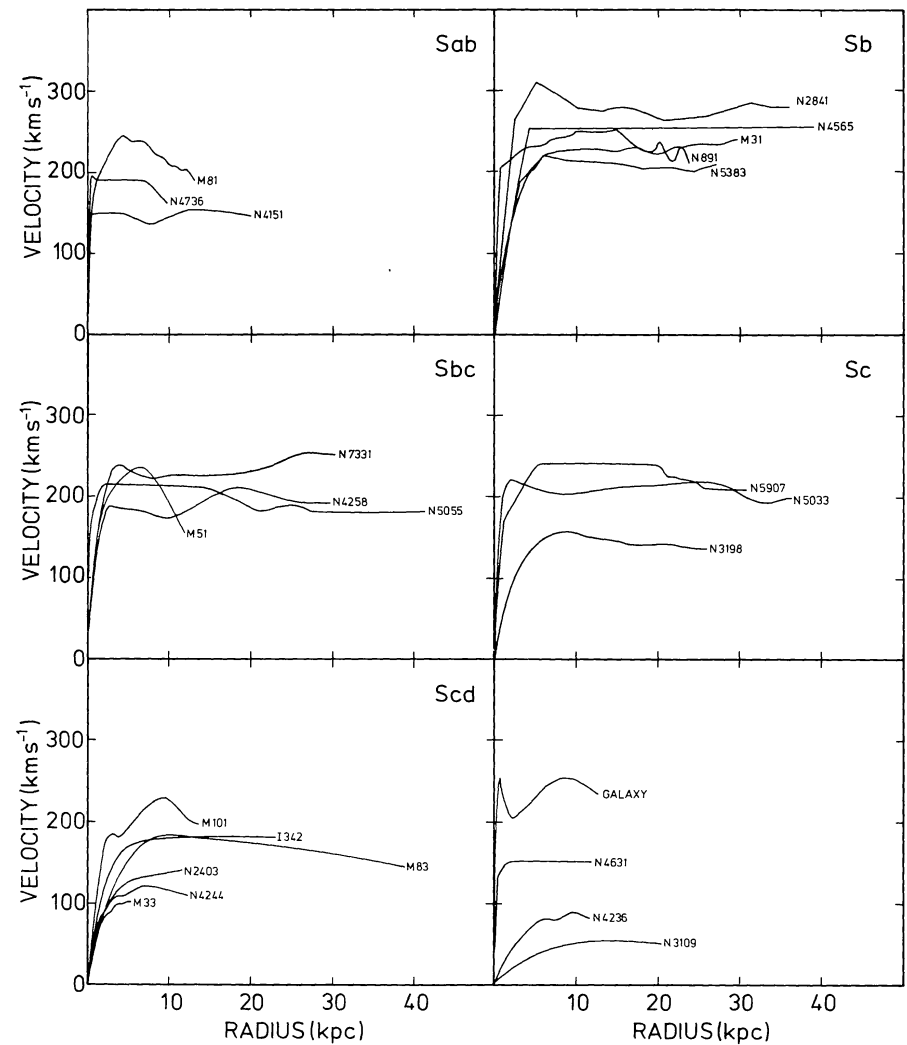 Sab
Sb
VELOCITY (km s⁻¹)
300
200
100
0
M81
N4736
N4151
N2841
N4565
M31
N891
N5383
Sbc
Sc
VELOCITY (km s⁻¹)
300
200
100
0
N7331
N4258
N5055
M51
N5907
N5033
N3198
Scd
VELOCITY (km s⁻¹)
300
200
100
0
M101
I342
M83
N2403
N4244
M33
GALAXY
N4631
N4236
N3109
10 20 30 40
10 20 30 40
RADIUS (kpc)
RADIUS (kpc)